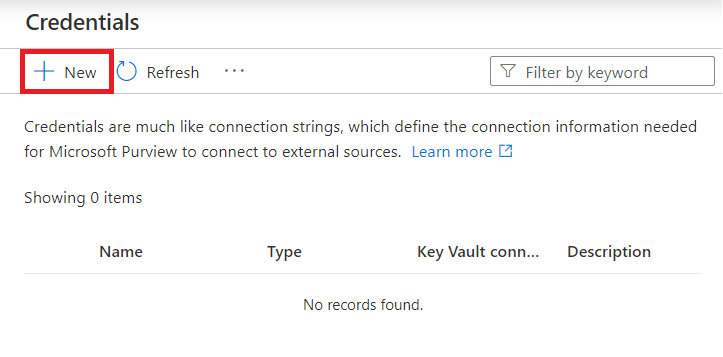 Credentials
New Refresh ··· Filter by keyword
Credentials are much like connection strings, which define the connection information needed
for Microsoft Purview to connect to external sources. Learn more
Showing 0 items
Name Type Key Vault conn... Description
No records found.